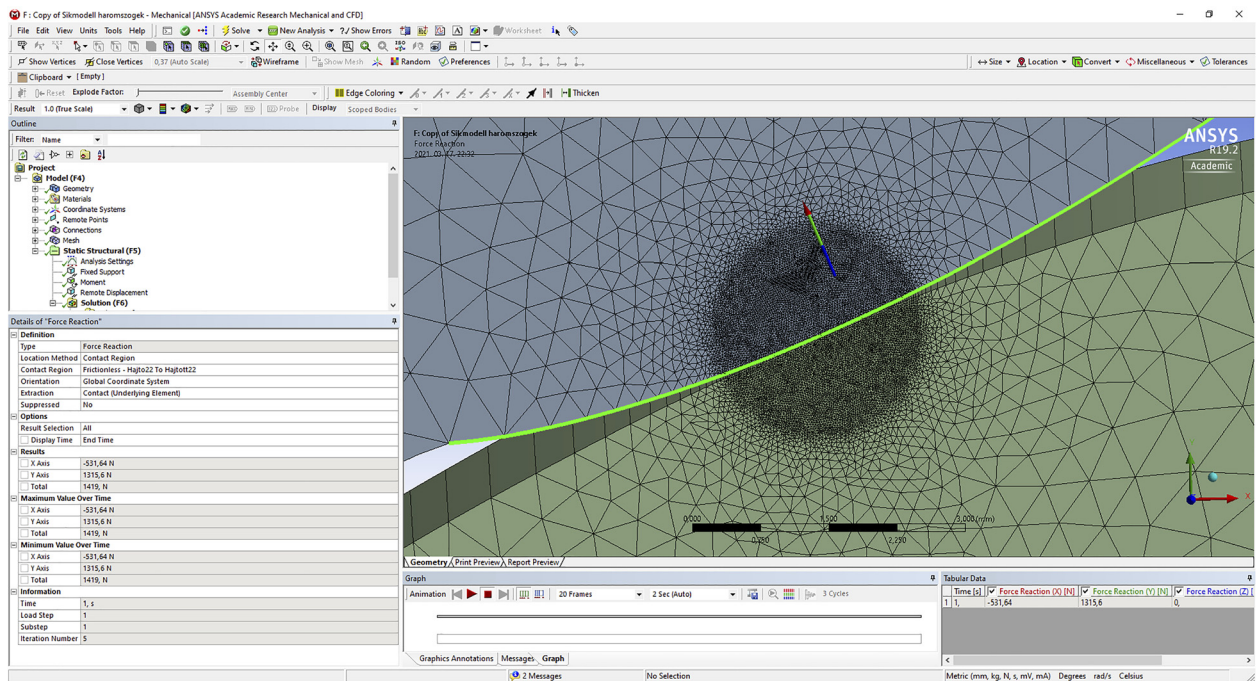 F : Copy of Sikmodell haromszogek - Mechanical [ANSYS Academic Research Mechanical and CFD]
File Edit View Units Tools Help Solve New Analysis ?/ Show Errors Worksheet
Show Vertices Close Vertices 0,37 (Auto Scale) Wireframe Show Mesh Random Preferences Size Location Convert Miscellaneous Tolerances
Clipboard [ Empty ]
Reset Explode Factor: Assembly Center Edge Coloring Thicken
Result 1.0 (True Scale) Probe Display Scoped Bodies
Outline
Filter: Name
Project
Model (F4)
Geometry
Materials
Coordinate Systems
Remote Points
Connections
Mesh
Static Structural (F5)
Analysis Settings
Fixed Support
Moment
Remote Displacement
Solution (F6)
Details of "Force Reaction"
Definition
Type Force Reaction
Location Method Contact Region
Contact Region Frictionless - Hajto22 To Hajtott22
Orientation Global Coordinate System
Extraction Contact (Underlying Element)
Suppressed No
Options
Result Selection All
Display Time End Time
Results
X Axis -531,64 N
Y Axis 1315,6 N
Total 1419, N
Maximum Value Over Time
X Axis -531,64 N
Y Axis 1315,6 N
Total 1419, N
Minimum Value Over Time
X Axis -531,64 N
Y Axis 1315,6 N
Total 1419, N
Information
Time 1, s
Load Step 1
Substep 1
Iteration Number 5
F: Copy of Sikmodell haromszogek
Force Reaction
2021. 03. 17. 22:32
ANSYS
R19.2
Academic
0,000 1,500 3,000 (mm)
0,750 2,250
X
Geometry Print Preview Report Preview
Graph
Animation 20 Frames 2 Sec (Auto) 3 Cycles
Graphics Annotations Messages Graph
Tabular Data
Time [s] Force Reaction (X) [N] Force Reaction (Y) [N] Force Reaction (Z) [
1 1, -531,64 1315,6 0,
2 Messages No Selection Metric (mm, kg, N, s, mV, mA) Degrees rad/s Celsius